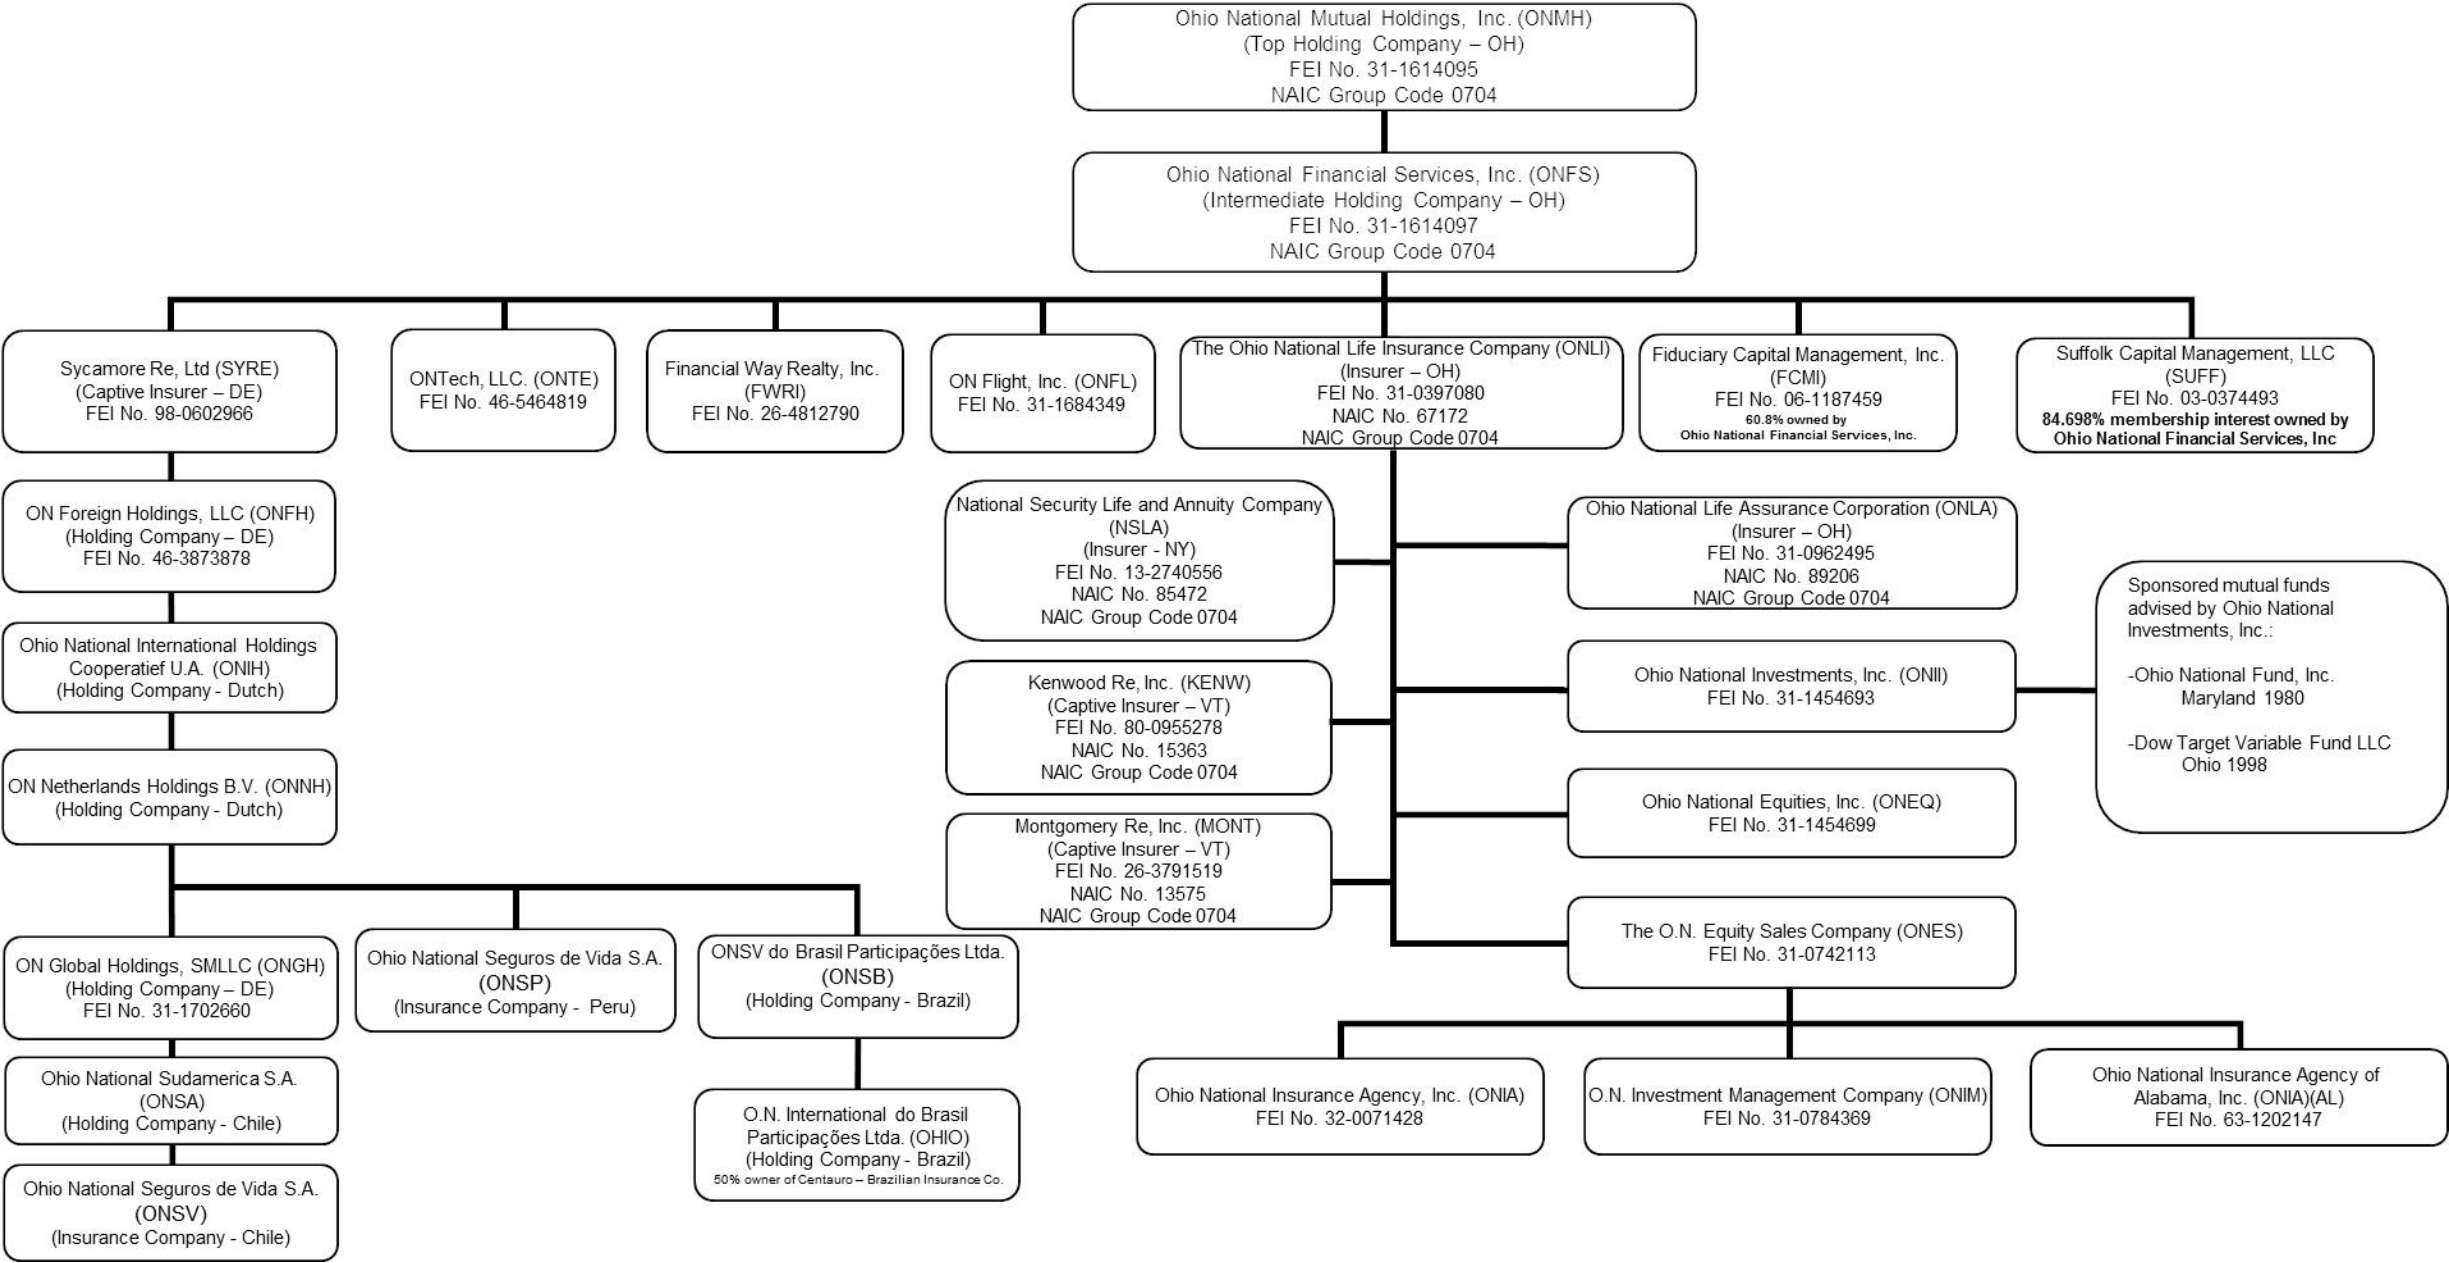 Ohio National Mutual Holdings, Inc. (ONMH)
(Top Holding Company – OH)
FEI No. 31-1614095
NAIC Group Code 0704
Ohio National Financial Services, Inc. (ONFS)
(Intermediate Holding Company – OH)
FEI No. 31-1614097
NAIC Group Code 0704
Sycamore Re, Ltd (SYRE)
(Captive Insurer – DE)
FEI No. 98-0602966
ONTech, LLC. (ONTE)
FEI No. 46-5464819
Financial Way Realty, Inc.
(FWRI)
FEI No. 26-4812790
ON Flight, Inc. (ONFL)
FEI No. 31-1684349
The Ohio National Life Insurance Company (ONLI)
(Insurer – OH)
FEI No. 31-0397080
NAIC No. 67172
NAIC Group Code 0704
Fiduciary Capital Management, Inc.
(FCMI)
FEI No. 06-1187459
60.8% owned by
Ohio National Financial Services, Inc.
Suffolk Capital Management, LLC
(SUFF)
FEI No. 03-0374493
84.698% membership interest owned by
Ohio National Financial Services, Inc
ON Foreign Holdings, LLC (ONFH)
(Holding Company – DE)
FEI No. 46-3873878
Ohio National International Holdings
Cooperatief U.A. (ONIH)
(Holding Company - Dutch)
ON Netherlands Holdings B.V. (ONNH)
(Holding Company - Dutch)
ON Global Holdings, SMLLC (ONGH)
(Holding Company – DE)
FEI No. 31-1702660
Ohio National Seguros de Vida S.A.
(ONSP)
(Insurance Company - Peru)
ONSV do Brasil Participações Ltda.
(ONSB)
(Holding Company - Brazil)
Ohio National Sudamerica S.A.
(ONSA)
(Holding Company - Chile)
Ohio National Seguros de Vida S.A.
(ONSV)
(Insurance Company - Chile)
O.N. International do Brasil
Participações Ltda. (OHIO)
(Holding Company - Brazil)
50% owner of Centauro – Brazilian Insurance Co.
National Security Life and Annuity Company
(NSLA)
(Insurer - NY)
FEI No. 13-2740556
NAIC No. 85472
NAIC Group Code 0704
Kenwood Re, Inc. (KENW)
(Captive Insurer – VT)
FEI No. 80-0955278
NAIC No. 15363
NAIC Group Code 0704
Montgomery Re, Inc. (MONT)
(Captive Insurer – VT)
FEI No. 26-3791519
NAIC No. 13575
NAIC Group Code 0704
Ohio National Life Assurance Corporation (ONLA)
(Insurer – OH)
FEI No. 31-0962495
NAIC No. 89206
NAIC Group Code 0704
Ohio National Investments, Inc. (ONII)
FEI No. 31-1454693
Sponsored mutual funds
advised by Ohio National
Investments, Inc.:
-Ohio National Fund, Inc.
Maryland 1980
-Dow Target Variable Fund LLC
Ohio 1998
Ohio National Equities, Inc. (ONEQ)
FEI No. 31-1454699
The O.N. Equity Sales Company (ONES)
FEI No. 31-0742113
Ohio National Insurance Agency, Inc. (ONIA)
FEI No. 32-0071428
O.N. Investment Management Company (ONIM)
FEI No. 31-0784369
Ohio National Insurance Agency of
Alabama, Inc. (ONIA)(AL)
FEI No. 63-1202147